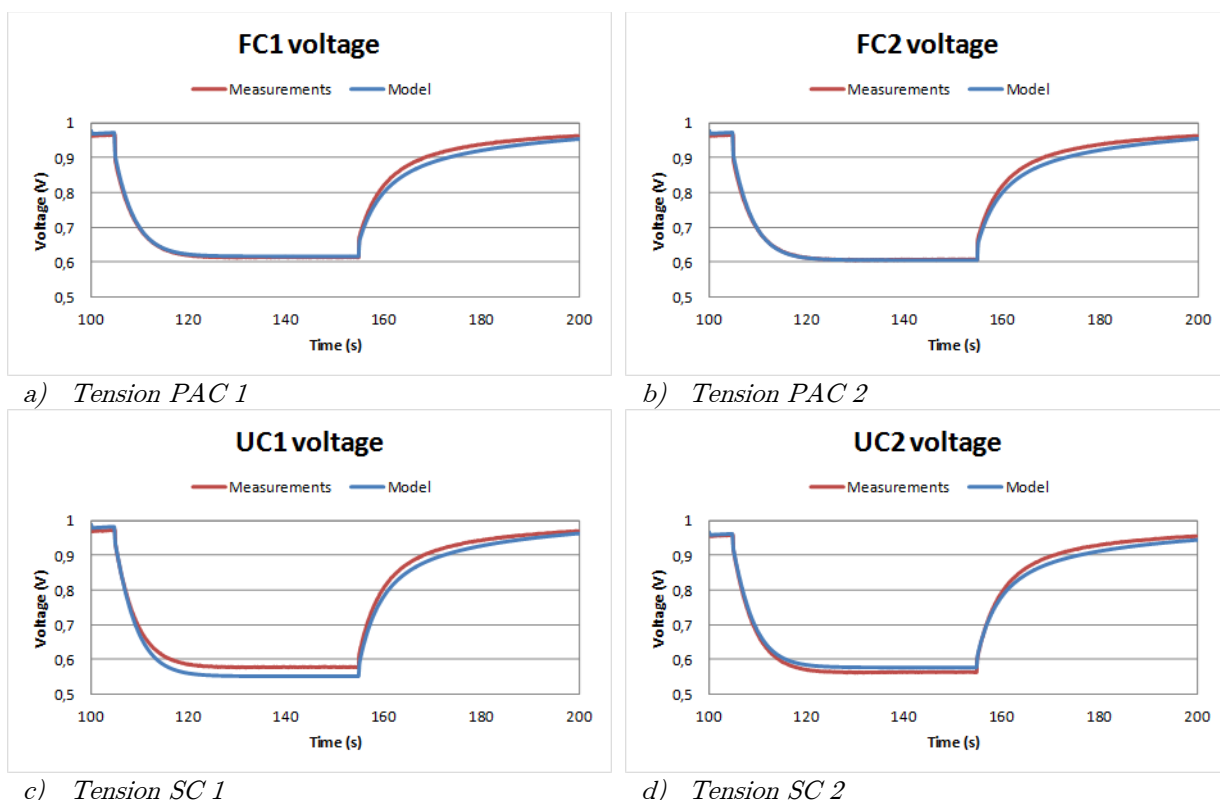 FC1 voltage
Measurements Model
1
0,9
0,8
0,7
0,6
0,5
Voltage (V)
100 120 140 160 180 200
Time (s)
a) Tension PAC 1
FC2 voltage
Measurements Model
1
0,9
0,8
0,7
0,6
0,5
Voltage (V)
100 120 140 160 180 200
Time (s)
b) Tension PAC 2
UC1 voltage
Measurements Model
1
0,9
0,8
0,7
0,6
0,5
Voltage (V)
100 120 140 160 180 200
Time (s)
c) Tension SC 1
UC2 voltage
Measurements Model
1
0,9
0,8
0,7
0,6
0,5
Voltage (V)
100 120 140 160 180 200
Time (s)
d) Tension SC 2